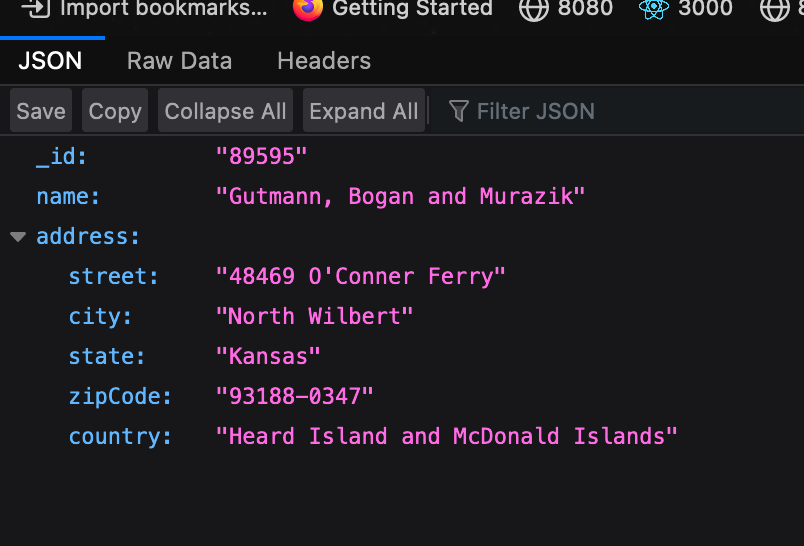 Import bookmarks... Getting Started 8080 3000
JSON Raw Data Headers
Save Copy Collapse All Expand All Filter JSON
_id: "89595"
name: "Gutmann, Bogan and Murazik"
address:
street: "48469 O'Conner Ferry"
city: "North Wilbert"
state: "Kansas"
zipCode: "93188-0347"
country: "Heard Island and McDonald Islands"